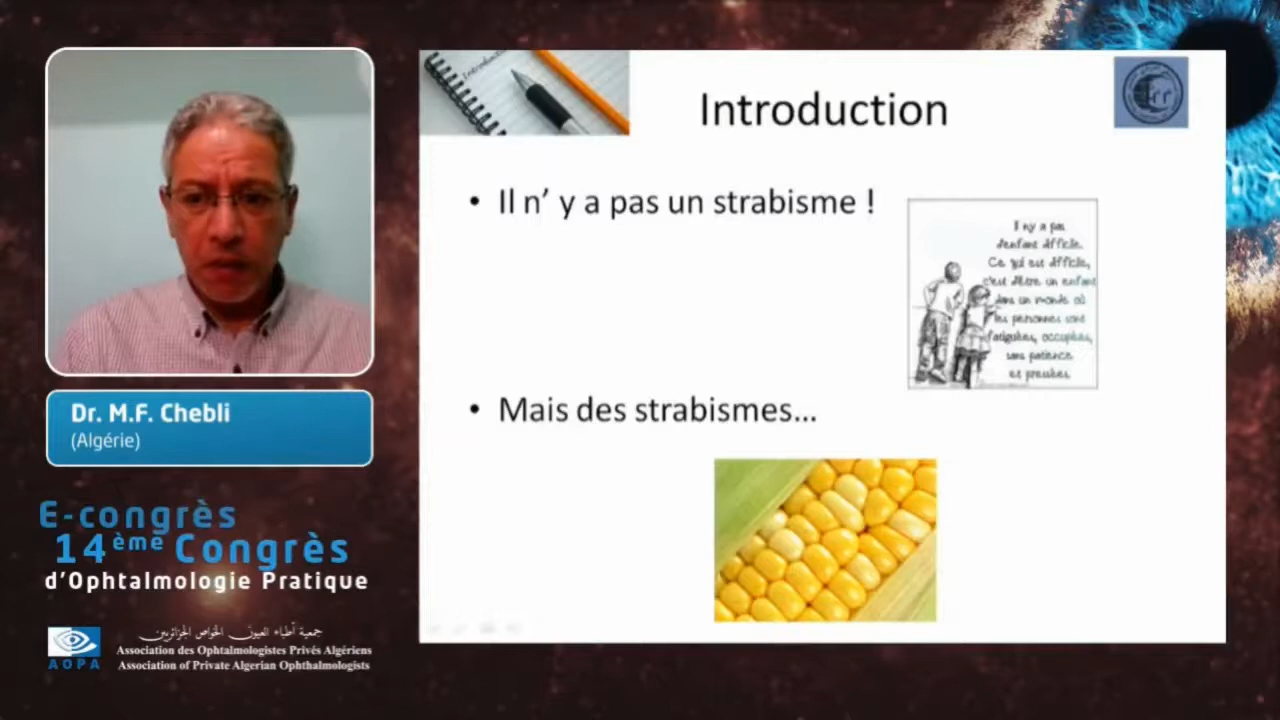 Introduction
Introduction
• Il n’ y a pas un strabisme !
Il n'y a pas
d'enfant difficile.
Ce qui est difficile,
c'est d'être un enfant
dans un monde où
les personnes sont
fatiguées, occupées,
sans patience
et pressées
• Mais des strabismes...
Dr. M.F. Chebli
(Algérie)
E-congrès
14ème Congrès
d’Ophtalmologie Pratique
جمعية أطباء العيون الخواص الجزائريين
AOPA
Association des Ophtalmologistes Privés Algériens
Association of Private Algerian Ophthalmologists